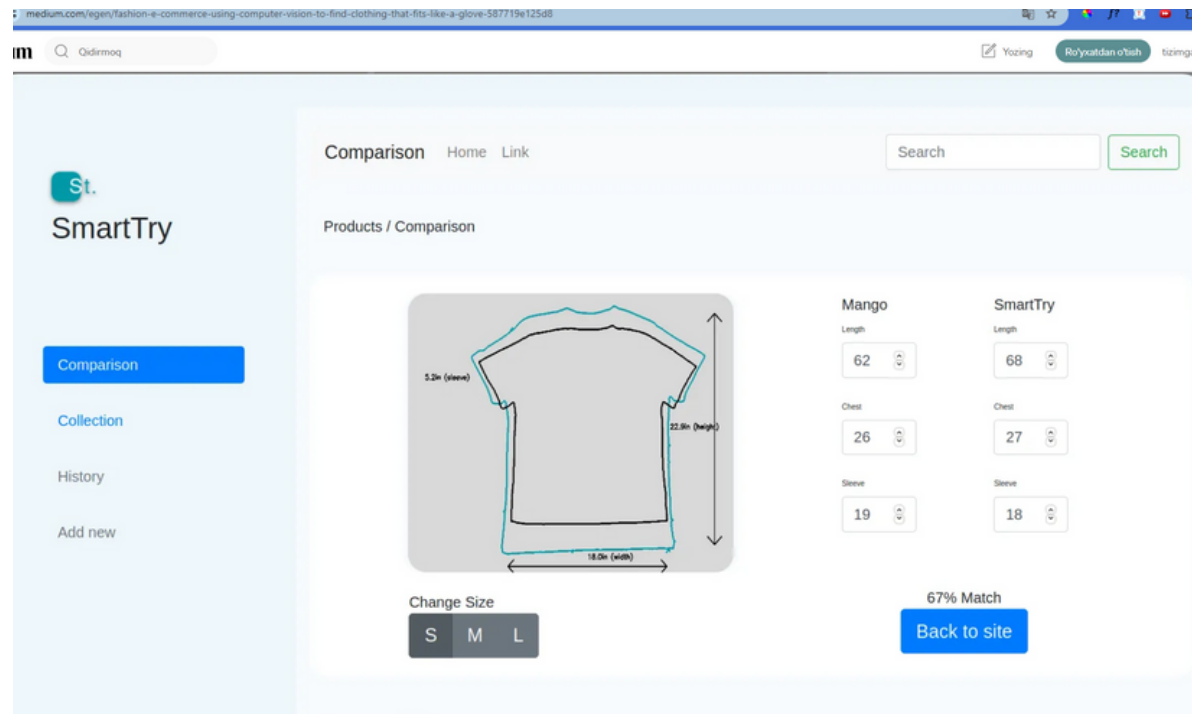 medium.com/egen/fashion-e-commerce-using-computer-vision-to-find-clothing-that-fits-like-a-glove-587719e125d8
Qidirmoq
Yozing
Ro'yxatdan o'tish
Comparison Home Link
Search
Search
St.
SmartTry
Products / Comparison
Comparison
Collection
History
Add new
5.2in (sleeve)
22.9in (height)
18.0in (width)
Change Size
S M L
Mango SmartTry
Length Length
62 68
Chest Chest
26 27
Sleeve Sleeve
19 18
67% Match
Back to site